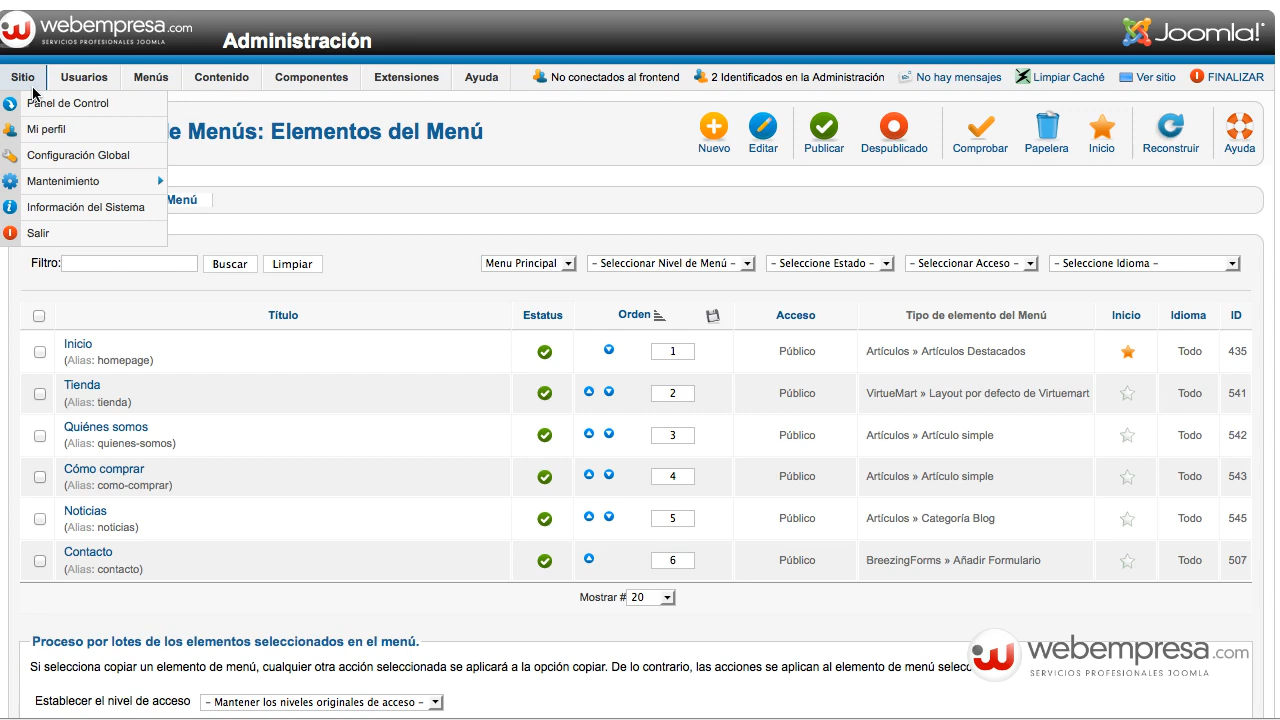 webempresa.com
SERVICIOS PROFESIONALES JOOMLA
Administración
Joomla!
Sitio Usuarios Menús Contenido Componentes Extensiones Ayuda No conectados al frontend 2 Identificados en la Administración No hay mensajes Limpiar Caché Ver sitio FINALIZAR
Panel de Control
Mi perfil
Configuración Global
Mantenimiento
Información del Sistema
Salir
de Menús: Elementos del Menú
Nuevo Editar Publicar Despublicado Comprobar Papelera Inicio Reconstruir Ayuda
Menú
Filtro: Buscar Limpiar Menu Principal - Seleccionar Nivel de Menú - - Seleccione Estado - - Seleccionar Acceso - - Seleccione Idioma -
Título Estatus Orden Acceso Tipo de elemento del Menú Inicio Idioma ID
Inicio
(Alias: homepage)
1 Público Artículos » Artículos Destacados Todo 435
Tienda
(Alias: tienda)
2 Público VirtueMart » Layout por defecto de Virtuemart Todo 541
Quiénes somos
(Alias: quienes-somos)
3 Público Artículos » Artículo simple Todo 542
Cómo comprar
(Alias: como-comprar)
4 Público Artículos » Artículo simple Todo 543
Noticias
(Alias: noticias)
5 Público Artículos » Categoría Blog Todo 545
Contacto
(Alias: contacto)
6 Público BreezingForms » Añadir Formulario Todo 507
Mostrar # 20
Proceso por lotes de los elementos seleccionados en el menú.
Si selecciona copiar un elemento de menú, cualquier otra acción seleccionada se aplicará a la opción copiar. De lo contrario, las acciones se aplican al elemento de menú selecc
webempresa.com
SERVICIOS PROFESIONALES JOOMLA
Establecer el nivel de acceso - Mantener los niveles originales de acceso -